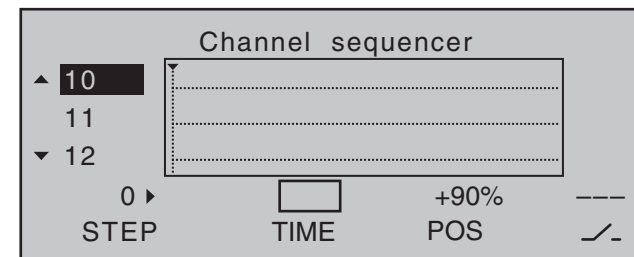 Channel sequencer
10
11
12
0 +90% ---
STEP TIME POS